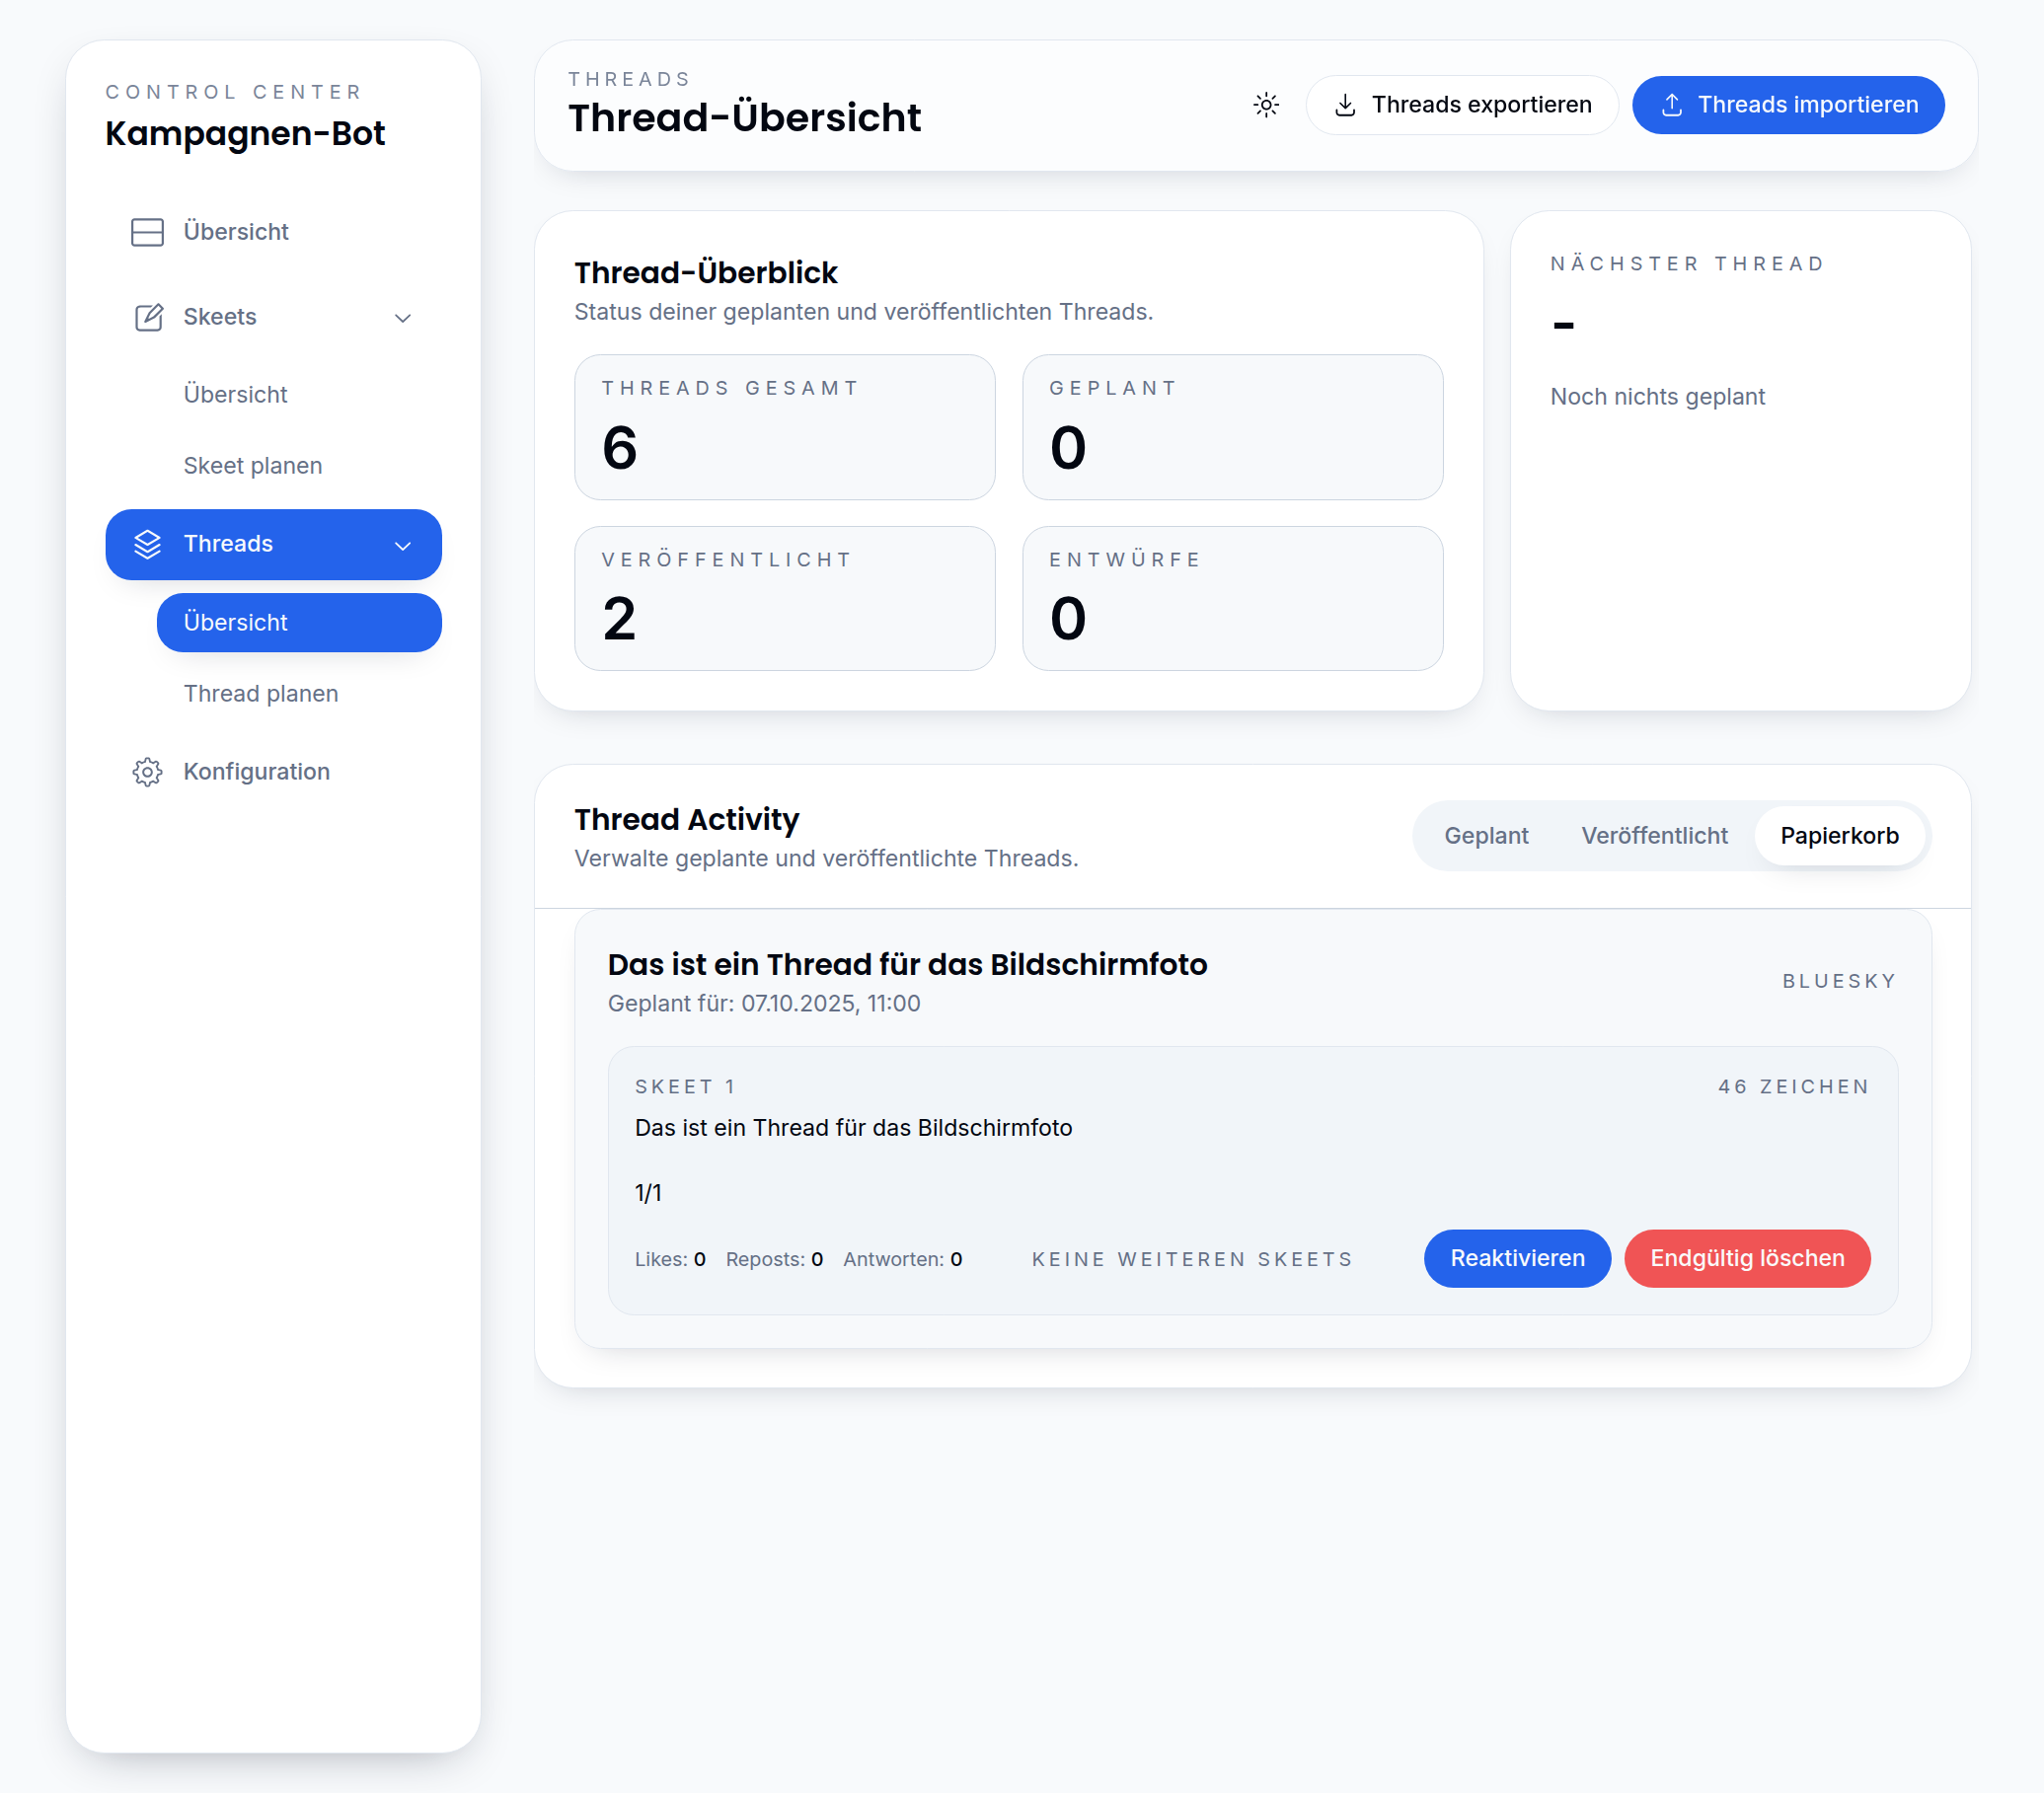 CONTROL CENTER
Kampagnen-Bot
Übersicht
Skeets
Übersicht
Skeet planen
Threads
Übersicht
Thread planen
Konfiguration
THREADS
Thread-Übersicht
Threads exportieren
Threads importieren
Thread-Überblick
Status deiner geplanten und veröffentlichten Threads.
THREADS GESAMT
6
GEPLANT
0
VERÖFFENTLICHT
2
ENTWÜRFE
0
NÄCHSTER THREAD
-
Noch nichts geplant
Thread Activity
Verwalte geplante und veröffentlichte Threads.
Geplant
Veröffentlicht
Papierkorb
Das ist ein Thread für das Bildschirmfoto
Geplant für: 07.10.2025, 11:00
BLUESKY
SKEET 1
46 ZEICHEN
Das ist ein Thread für das Bildschirmfoto
1/1
Likes: 0 Reposts: 0 Antworten: 0
KEINE WEITEREN SKEETS
Reaktivieren
Endgültig löschen